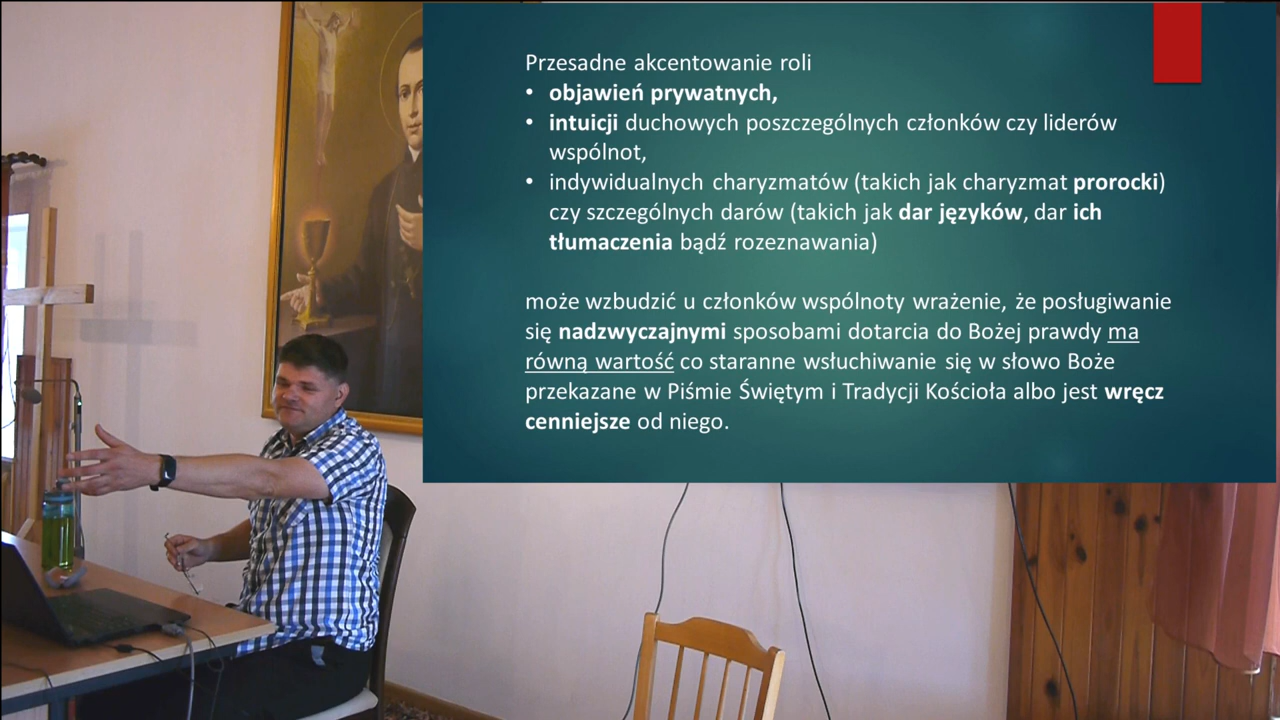 Przesadne akcentowanie roli
• objawień prywatnych,
• intuicji duchowych poszczególnych członków czy liderów
wspólnot,
• indywidualnych charyzmatów (takich jak charyzmat prorocki)
czy szczególnych darów (takich jak dar języków, dar ich
tłumaczenia bądź rozeznawania)
może wzbudzić u członków wspólnoty wrażenie, że posługiwanie
się nadzwyczajnymi sposobami dotarcia do Bożej prawdy ma
równą wartość co staranne wsłuchiwanie się w słowo Boże
przekazane w Piśmie Świętym i Tradycji Kościoła albo jest wręcz
cenniejsze od niego.